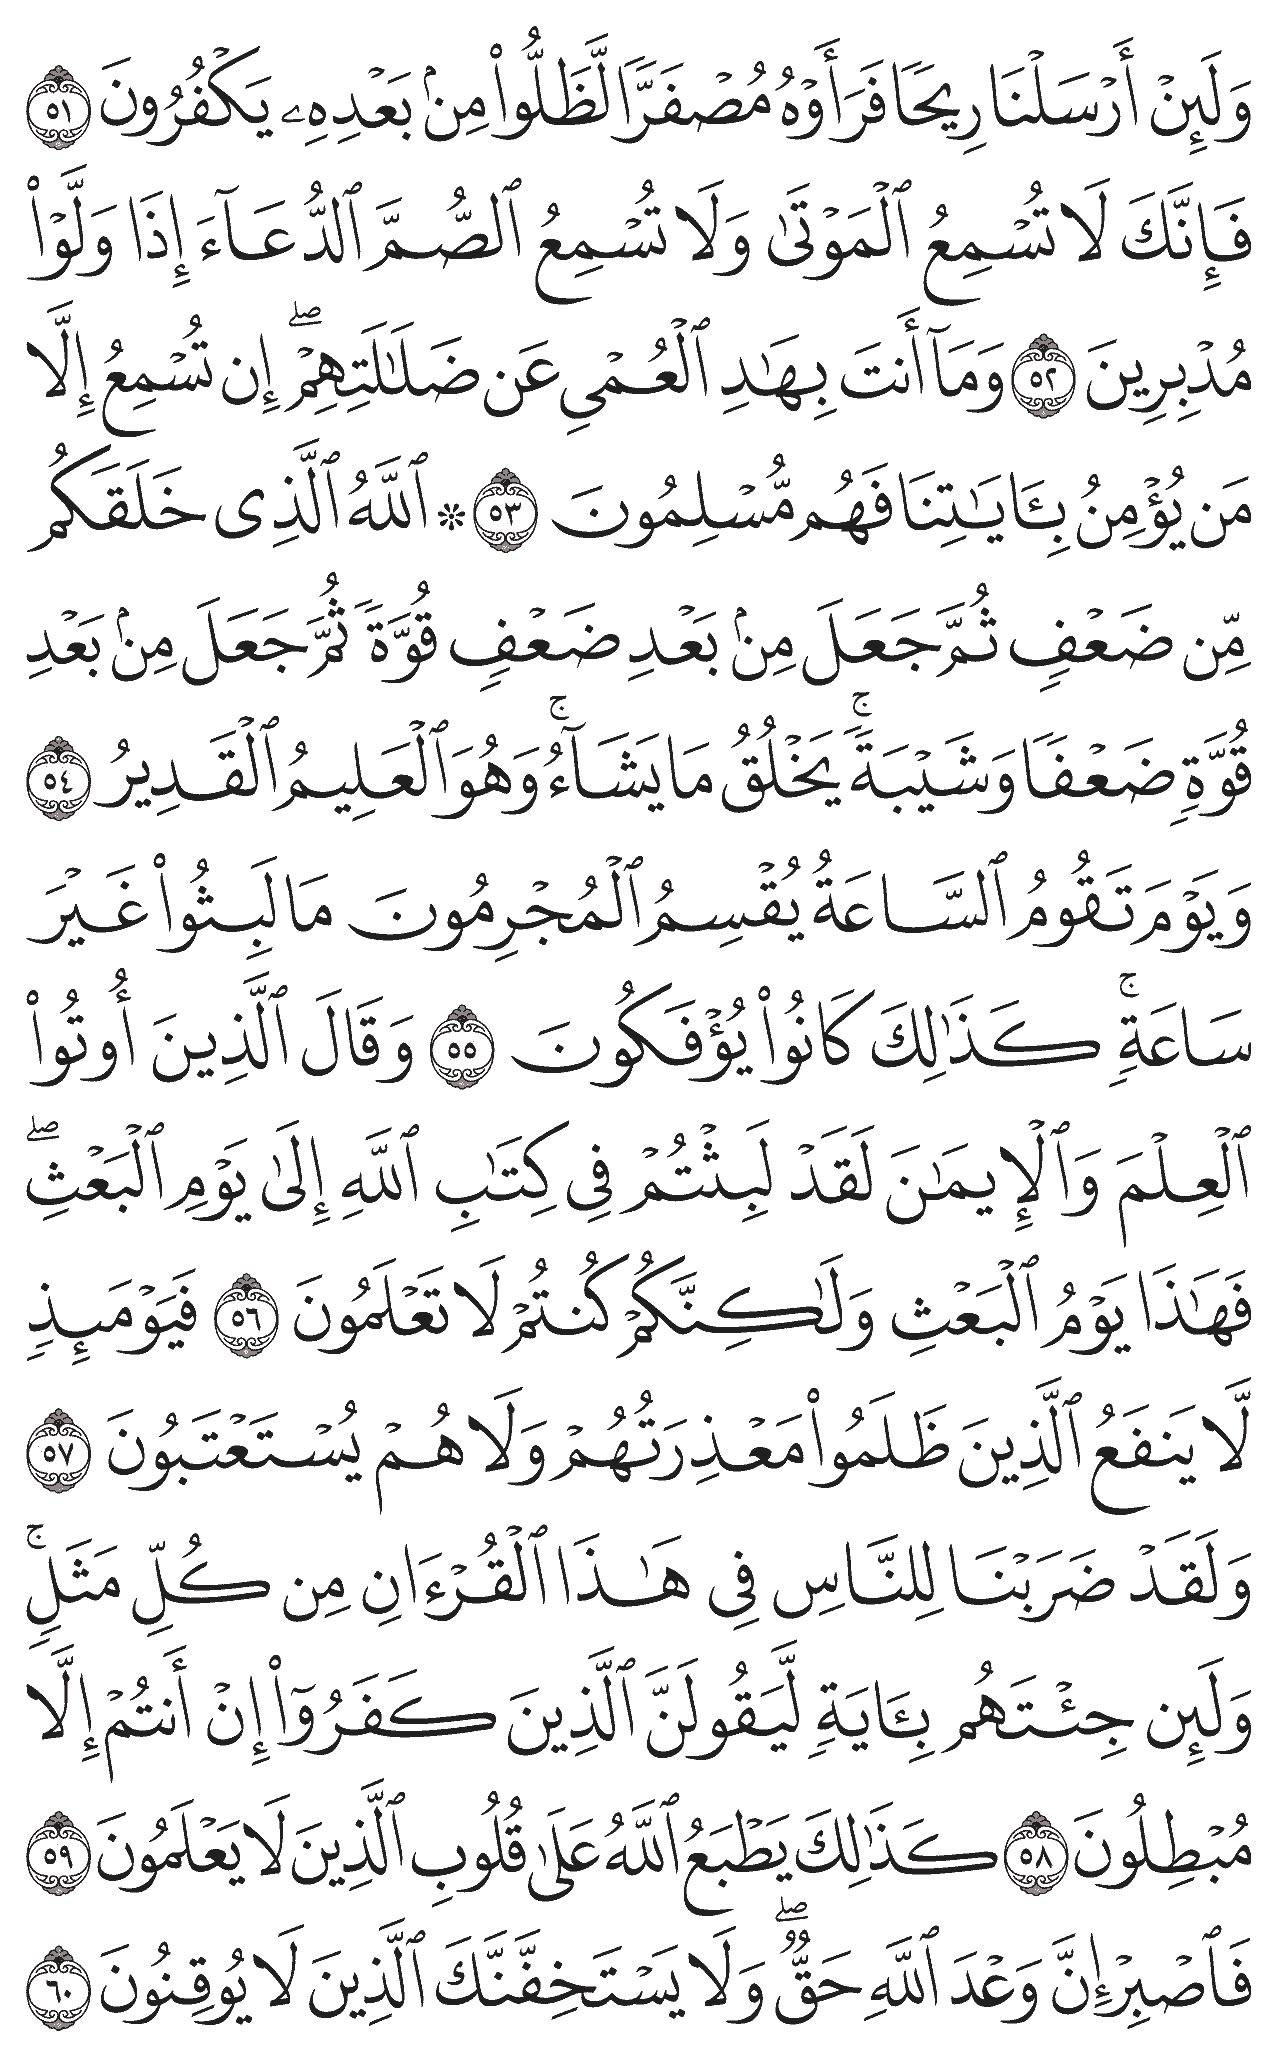 وَلَئِنۡ أَرۡسَلۡنَا رِيحٗا فَرَأَوۡهُ مُصۡفَرّٗا لَّظَلُّواْ مِنۢ بَعۡدِهِۦ يَكۡفُرُونَ ٥١
فَإِنَّكَ لَا تُسۡمِعُ ٱلۡمَوۡتَىٰ وَلَا تُسۡمِعُ ٱلصُّمَّ ٱلدُّعَآءَ إِذَا وَلَّوۡاْ
مُدۡبِرِينَ ٥٢ وَمَآ أَنتَ بِهَٰدِ ٱلۡعُمۡيِ عَن ضَلَٰلَتِهِمۡۖ إِن تُسۡمِعُ إِلَّا
مَن يُؤۡمِنُ بِـَٔايَٰتِنَا فَهُم مُّسۡلِمُونَ ٥٣ ۞ ٱللَّهُ ٱلَّذِي خَلَقَكُم
مِّن ضَعۡفٖ ثُمَّ جَعَلَ مِنۢ بَعۡدِ ضَعۡفٖ قُوَّةٗ ثُمَّ جَعَلَ مِنۢ بَعۡدِ
قُوَّةٖ ضَعۡفٗا وَشَيۡبَةٗۚ يَخۡلُقُ مَا يَشَآءُۚ وَهُوَ ٱلۡعَلِيمُ ٱلۡقَدِيرُ ٥٤
وَيَوۡمَ تَقُومُ ٱلسَّاعَةُ يُقۡسِمُ ٱلۡمُجۡرِمُونَ مَا لَبِثُواْ غَيۡرَ
سَاعَةٖۚ كَذَٰلِكَ كَانُواْ يُؤۡفَكُونَ ٥٥ وَقَالَ ٱلَّذِينَ أُوتُواْ
ٱلۡعِلۡمَ وَٱلۡإِيمَٰنَ لَقَدۡ لَبِثۡتُمۡ فِي كِتَٰبِ ٱللَّهِ إِلَىٰ يَوۡمِ ٱلۡبَعۡثِۖ
فَهَٰذَا يَوۡمُ ٱلۡبَعۡثِ وَلَٰكِنَّكُمۡ كُنتُمۡ لَا تَعۡلَمُونَ ٥٦ فَيَوۡمَئِذٖ
لَّا يَنفَعُ ٱلَّذِينَ ظَلَمُواْ مَعۡذِرَتُهُمۡ وَلَا هُمۡ يُسۡتَعۡتَبُونَ ٥٧
وَلَقَدۡ ضَرَبۡنَا لِلنَّاسِ فِي هَٰذَا ٱلۡقُرۡءَانِ مِن كُلِّ مَثَلٖۚ
وَلَئِن جِئۡتَهُم بِـَٔايَةٖ لَّيَقُولَنَّ ٱلَّذِينَ كَفَرُوٓاْ إِنۡ أَنتُمۡ إِلَّا
مُبۡطِلُونَ ٥٨ كَذَٰلِكَ يَطۡبَعُ ٱللَّهُ عَلَىٰ قُلُوبِ ٱلَّذِينَ لَا يَعۡلَمُونَ ٥٩
فَٱصۡبِرۡ إِنَّ وَعۡدَ ٱللَّهِ حَقّٞۖ وَلَا يَسۡتَخِفَّنَّكَ ٱلَّذِينَ لَا يُوقِنُونَ ٦٠